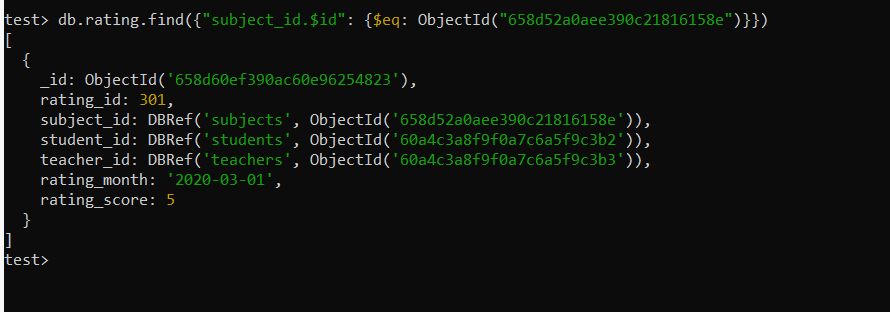 test> db.rating.find({"subject_id.$id": {$eq: ObjectId("658d52a0aee390c21816158e")}})
[
  {
    _id: ObjectId('658d60ef390ac60e96254823'),
    rating_id: 301,
    subject_id: DBRef('subjects', ObjectId('658d52a0aee390c21816158e')),
    student_id: DBRef('students', ObjectId('60a4c3a8f9f0a7c6a5f9c3b2')),
    teacher_id: DBRef('teachers', ObjectId('60a4c3a8f9f0a7c6a5f9c3b3')),
    rating_month: '2020-03-01',
    rating_score: 5
  }
]
test>